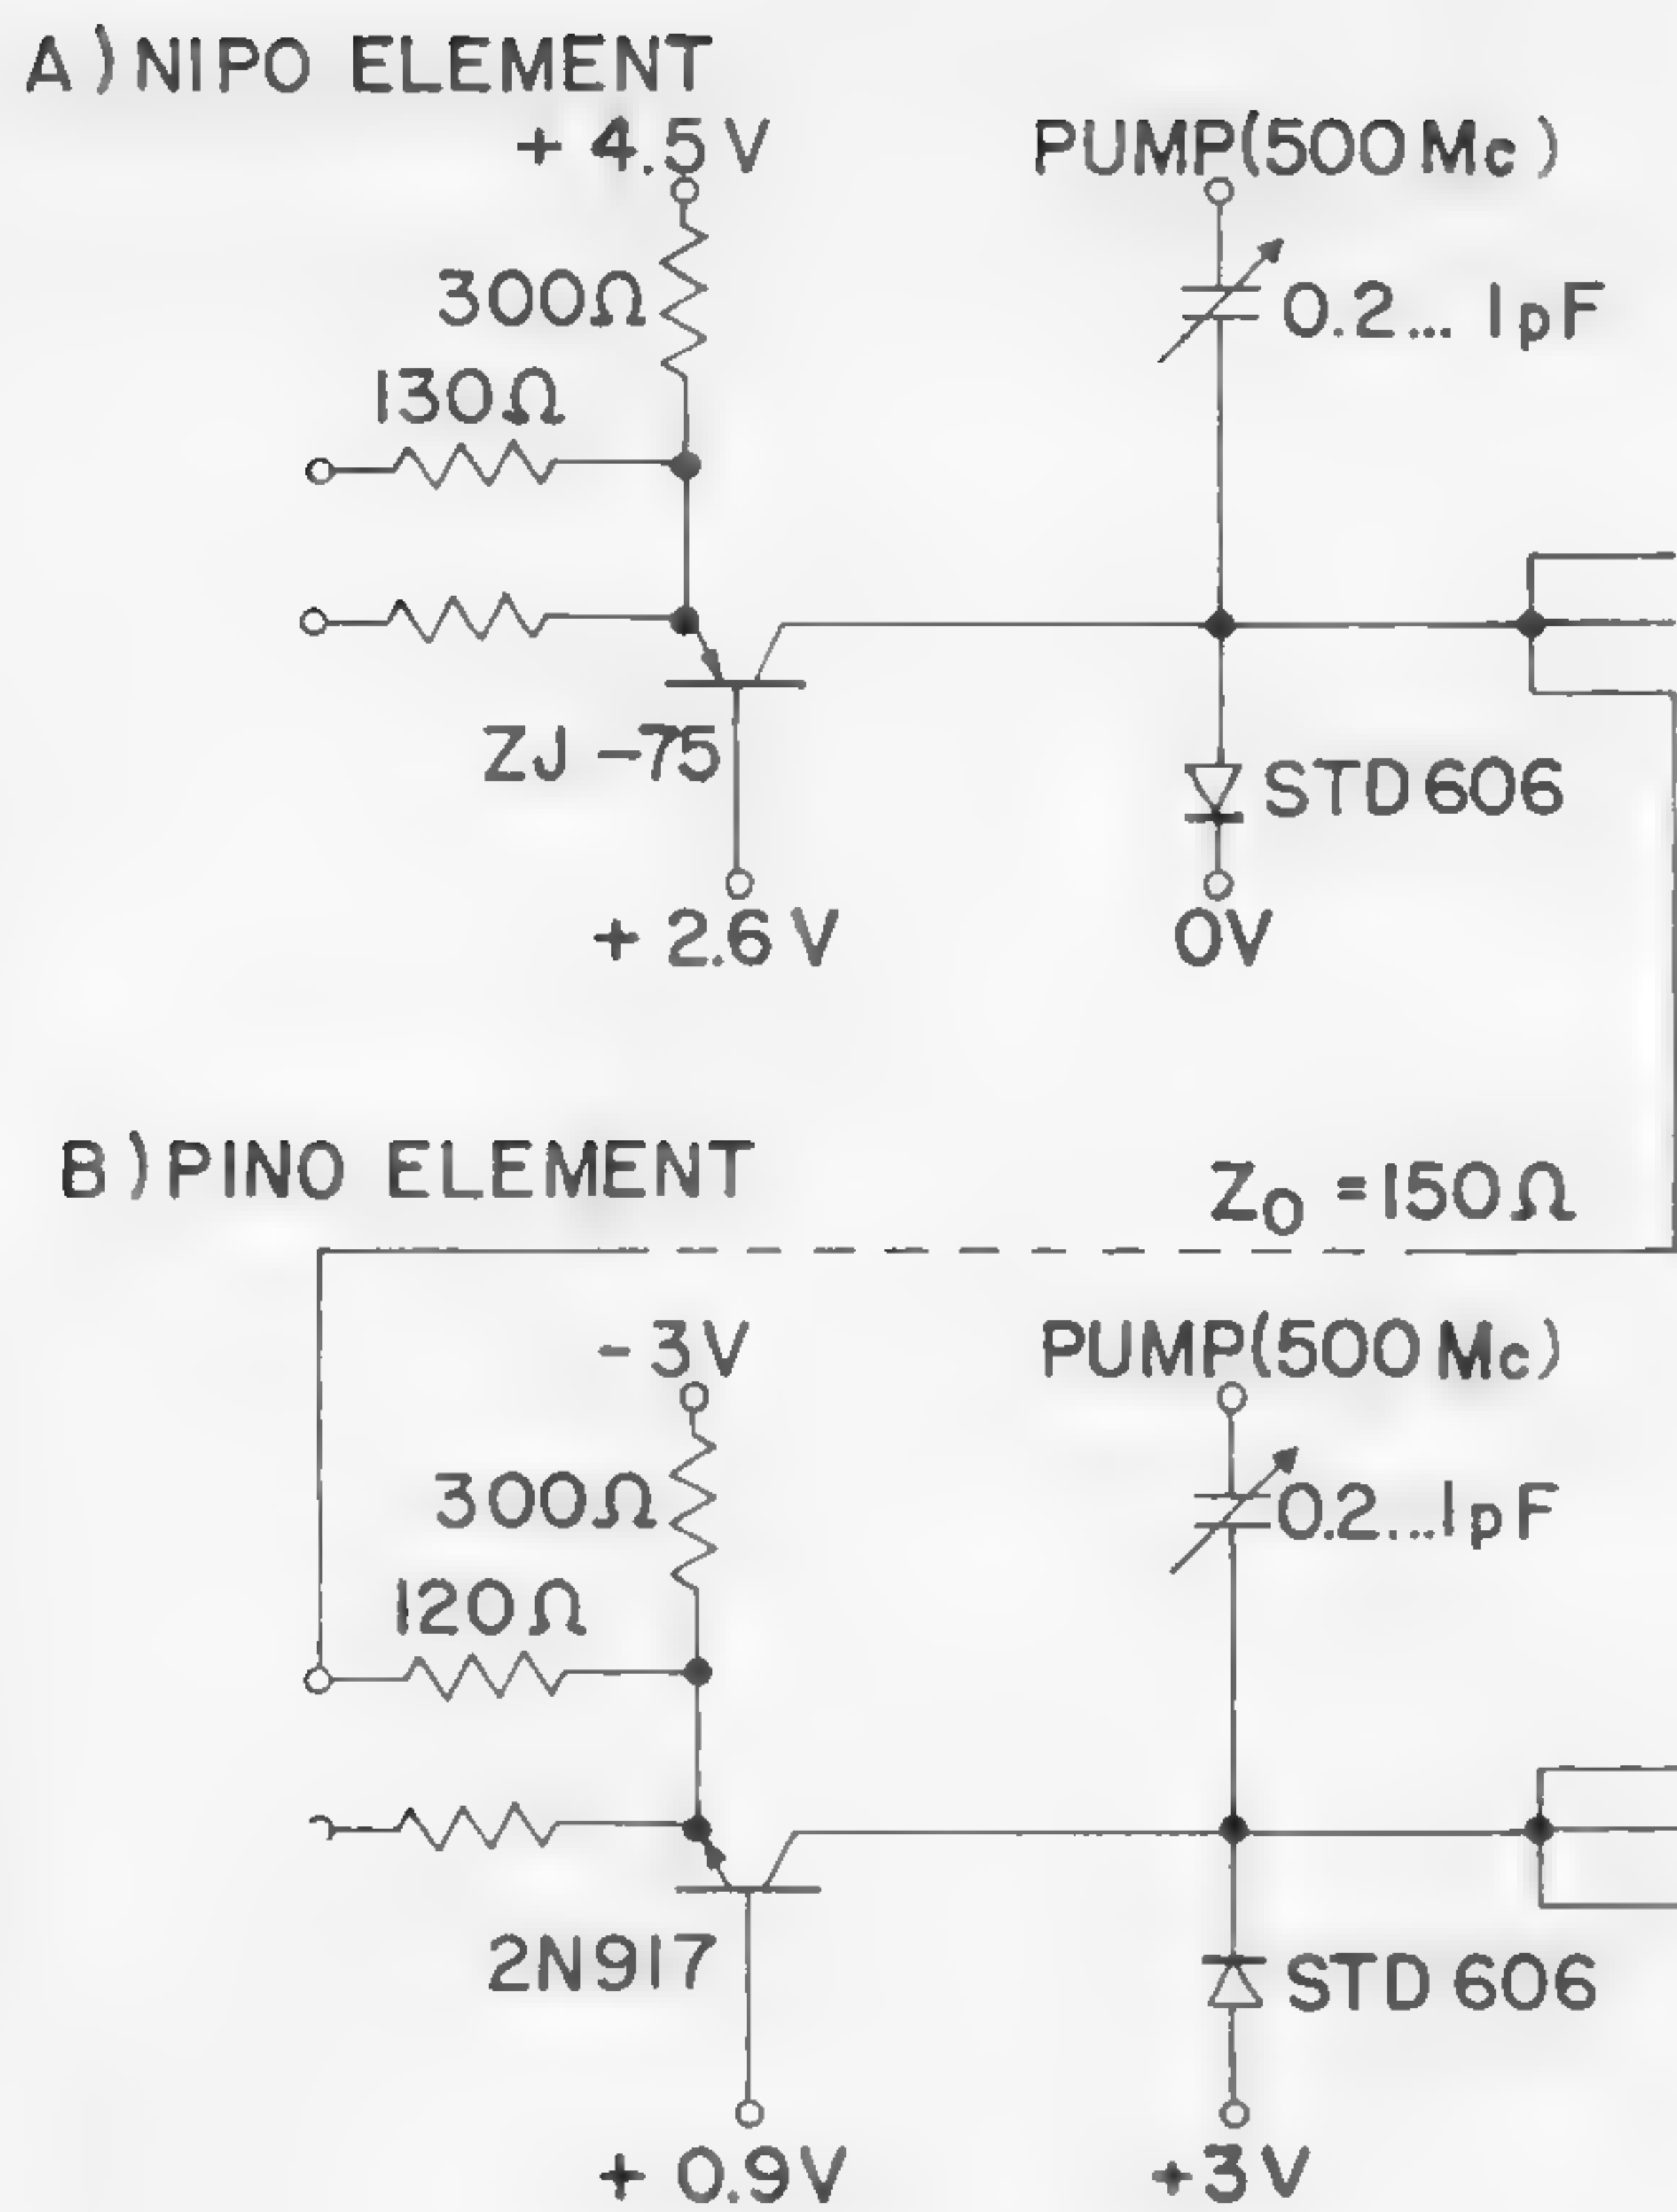 A) NIPO ELEMENT
+ 4.5 V
PUMP(500 Mc)
300Ω
0.2... 1pF
130Ω
ZJ -75
STD 606
+ 2.6 V
0V
B) PINO ELEMENT
Z0 = 150Ω
- 3V
PUMP(500 Mc)
300Ω
0.2...1pF
120Ω
2N917
STD 606
+ 0.9V
+3V